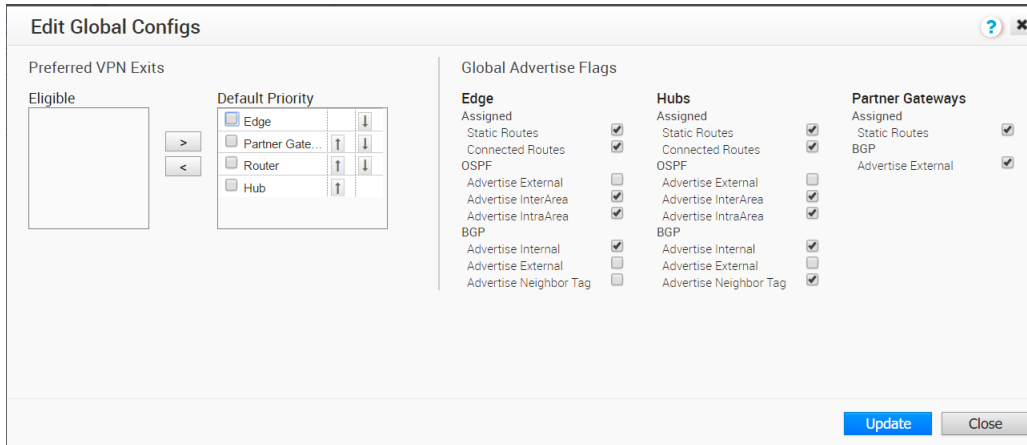 Edit Global Configs
?
Preferred VPN Exits
Eligible
>
<
Default Priority
Edge
Partner Gate...
Router
Hub
Global Advertise Flags
Edge
Assigned
Static Routes
Connected Routes
OSPF
Advertise External
Advertise InterArea
Advertise IntraArea
BGP
Advertise Internal
Advertise External
Advertise Neighbor Tag
Hubs
Assigned
Static Routes
Connected Routes
OSPF
Advertise External
Advertise InterArea
Advertise IntraArea
BGP
Advertise Internal
Advertise External
Advertise Neighbor Tag
Partner Gateways
Assigned
Static Routes
BGP
Advertise External
Update
Close